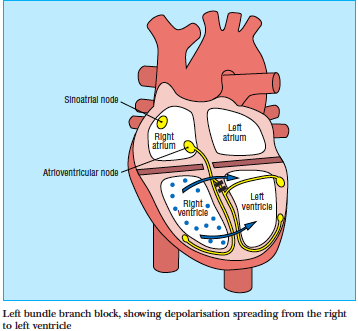 Sinoatrial node
Right
atrium
Left
atrium
Atrioventricular node
Right
ventricle
Left
ventricle
Left bundle branch block, showing depolarisation spreading from the right
to left ventricle